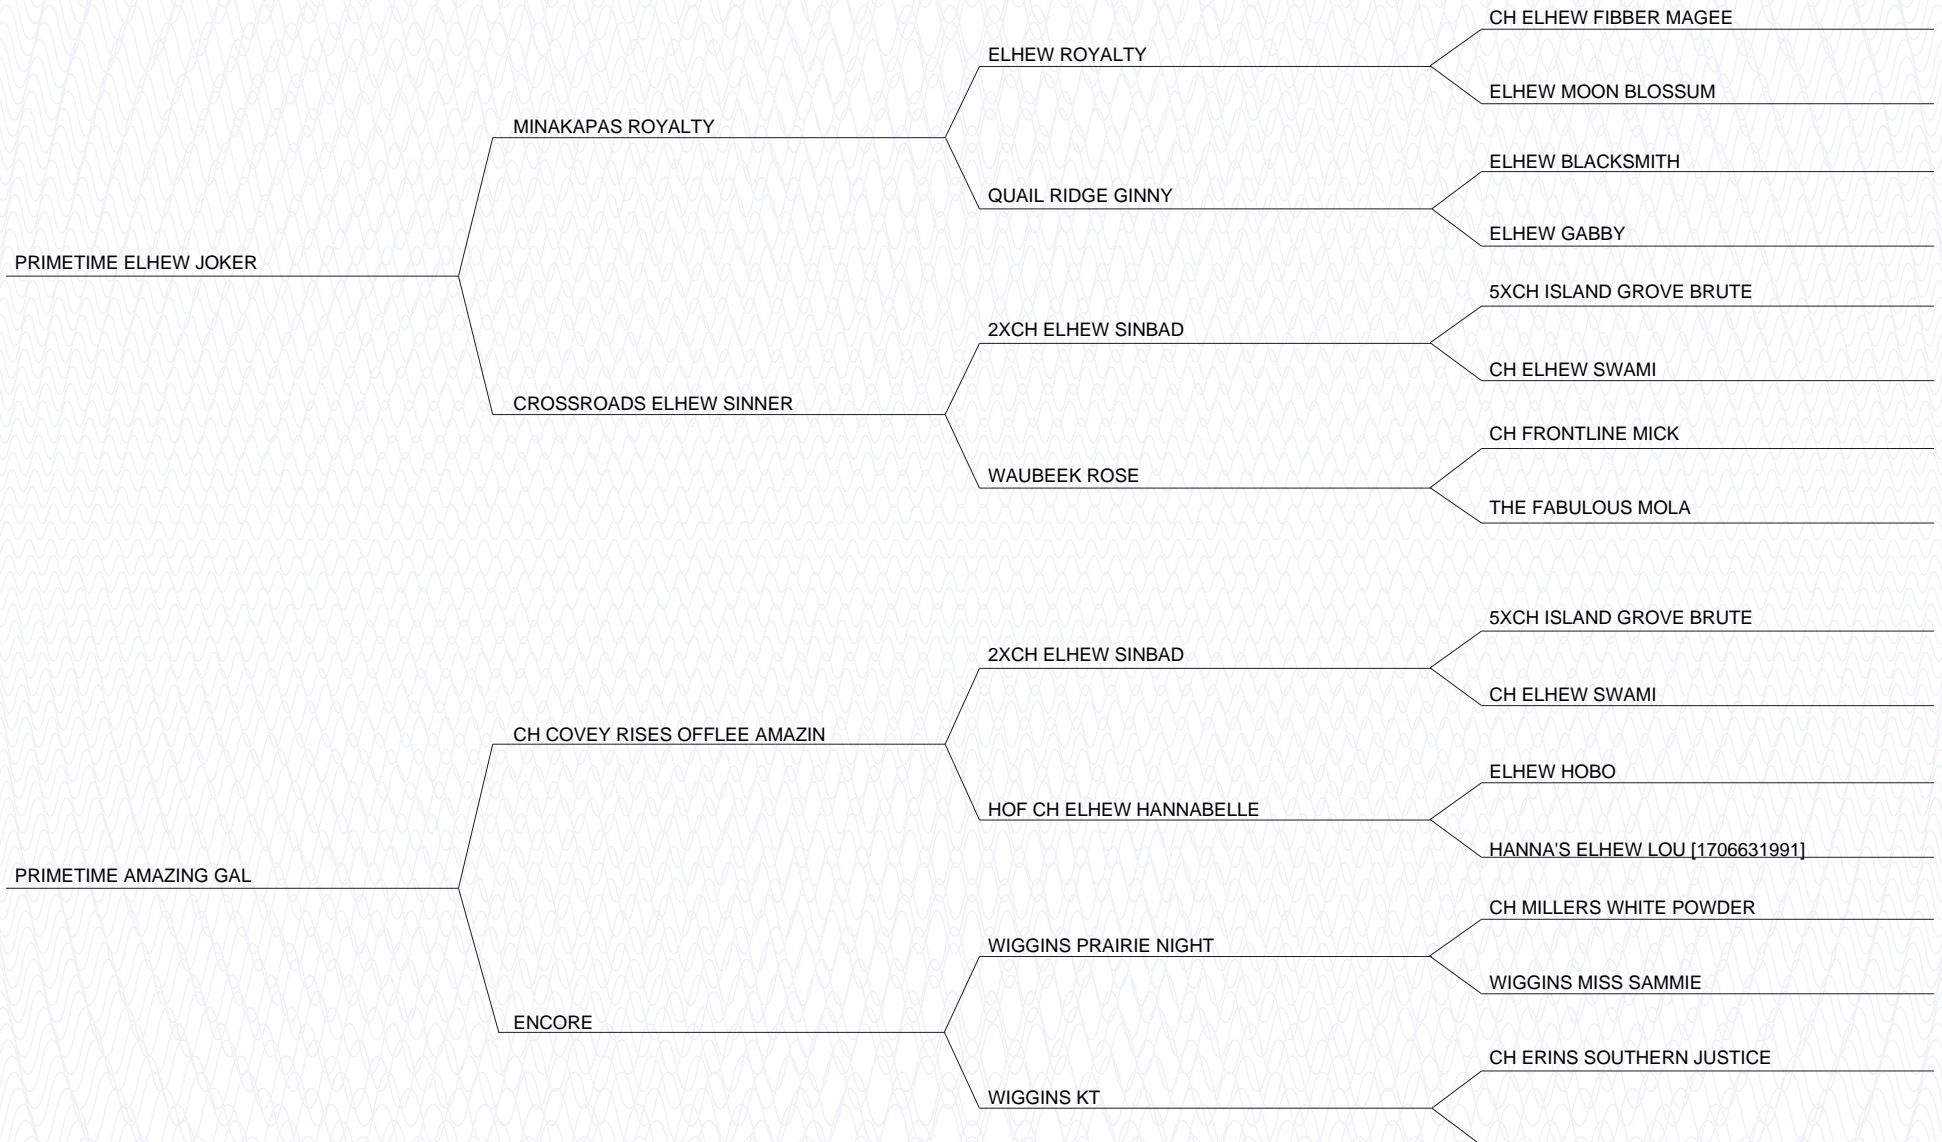 CH ELHEW FIBBER MAGEE
ELHEW ROYALTY
ELHEW MOON BLOSSUM
MINAKAPAS ROYALTY
ELHEW BLACKSMITH
QUAIL RIDGE GINNY
ELHEW GABBY
PRIMETIME ELHEW JOKER
5XCH ISLAND GROVE BRUTE
2XCH ELHEW SINBAD
CH ELHEW SWAMI
CROSSROADS ELHEW SINNER
CH FRONTLINE MICK
WAUBEEK ROSE
THE FABULOUS MOLA
5XCH ISLAND GROVE BRUTE
2XCH ELHEW SINBAD
CH ELHEW SWAMI
CH COVEY RISES OFFLEE AMAZIN
ELHEW HOBO
HOF CH ELHEW HANNABELLE
HANNA'S ELHEW LOU [1706631991]
PRIMETIME AMAZING GAL
CH MILLERS WHITE POWDER
WIGGINS PRAIRIE NIGHT
WIGGINS MISS SAMMIE
ENCORE
CH ERINS SOUTHERN JUSTICE
WIGGINS KT